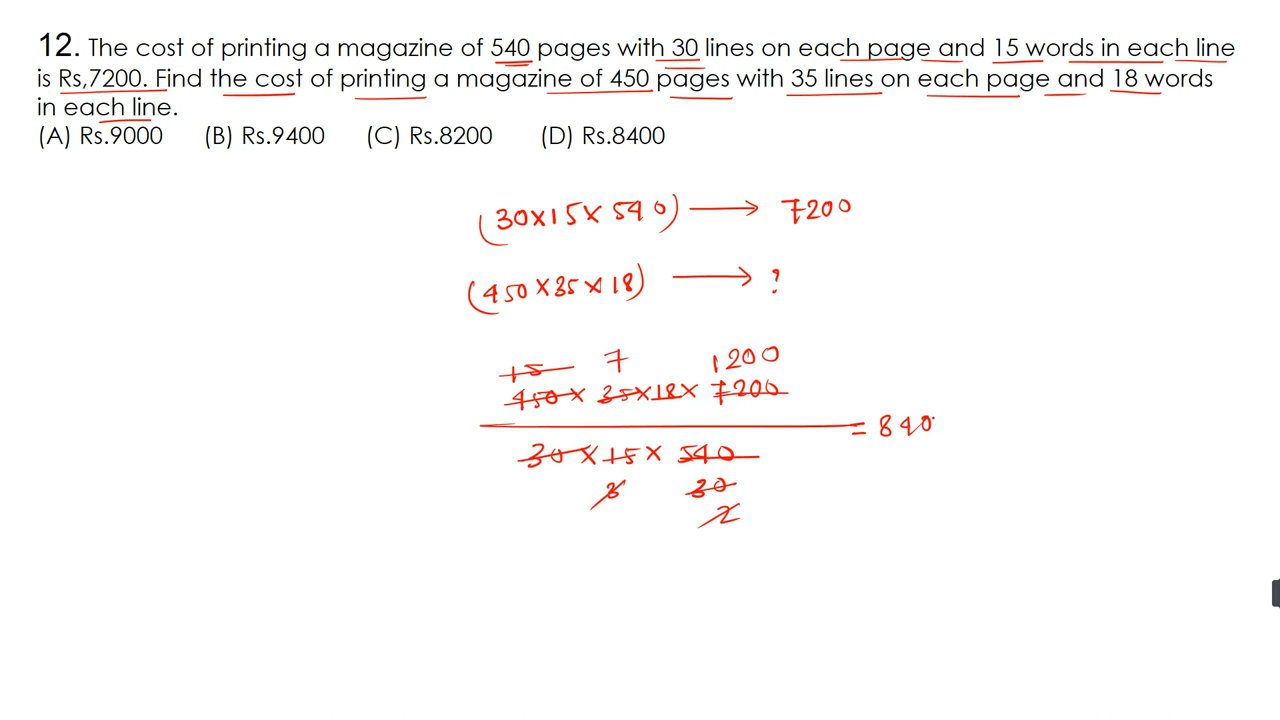 12. The cost of printing a magazine of 540 pages with 30 lines on each page and 15 words in each line
is Rs,7200. Find the cost of printing a magazine of 450 pages with 35 lines on each page and 18 words
in each line.
(A) Rs.9000 (B) Rs.9400 (C) Rs.8200 (D) Rs.8400
(30×15×540) → 7200
(450×35×18) → ?
15 7 1200
450× 35×18× 7200
= 840
30×15× 540
3 30
2